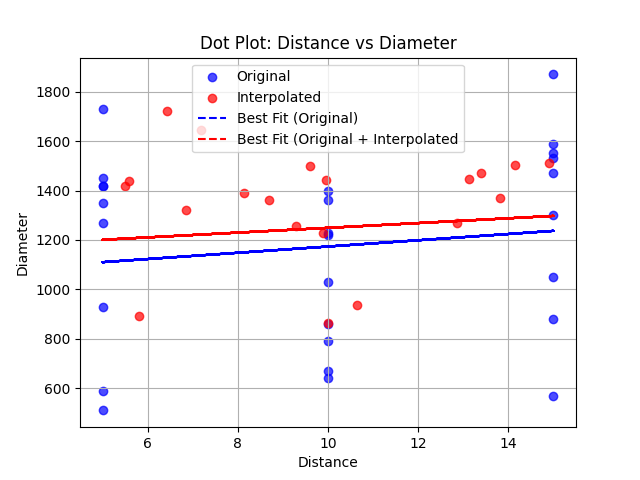 Dot Plot: Distance vs Diameter
Original
Interpolated
Best Fit (Original)
Best Fit (Original + Interpolated
Diameter
1800
1600
1400
1200
1000
800
600
6
8
10
12
14
Distance